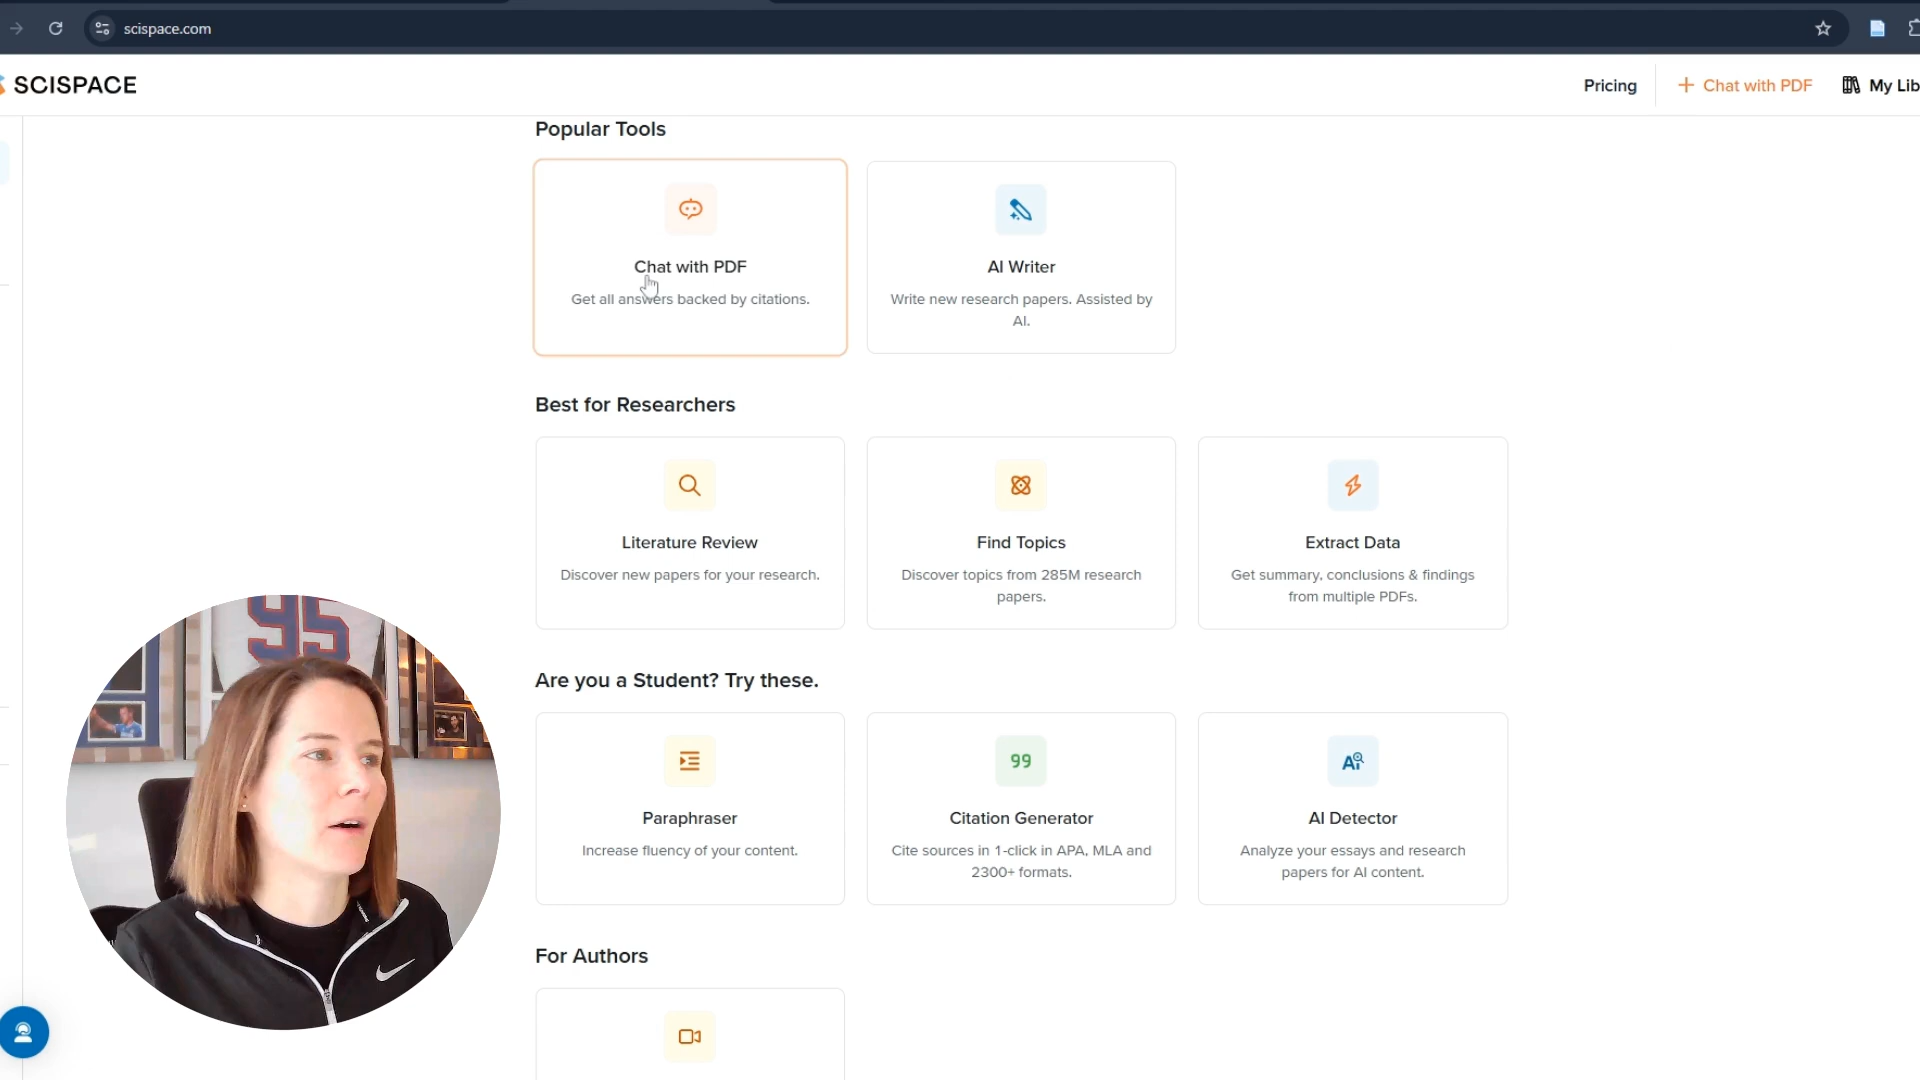 scispace.com
SCISPACE
Pricing
Chat with PDF
My Lib
Popular Tools
Chat with PDF
Get all answers backed by citations.
AI Writer
Write new research papers. Assisted by
AI.
Best for Researchers
Literature Review
Discover new papers for your research.
Find Topics
Discover topics from 285M research
papers.
Extract Data
Get summary, conclusions & findings
from multiple PDFs.
Are you a Student? Try these.
Paraphraser
Increase fluency of your content.
99
Citation Generator
Cite sources in 1-click in APA, MLA and
2300+ formats.
Ai
AI Detector
Analyze your essays and research
papers for AI content.
For Authors
95